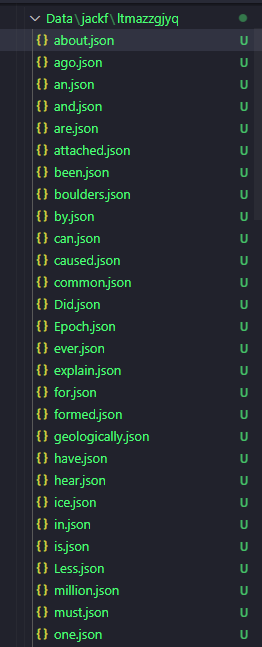 Data\jackf\ltmazzgjyq
{} about.json U
{} ago.json U
{} an.json U
{} and.json U
{} are.json U
{} attached.json U
{} been.json U
{} boulders.json U
{} by.json U
{} can.json U
{} caused.json U
{} common.json U
{} Did.json U
{} Epoch.json U
{} ever.json U
{} explain.json U
{} for.json U
{} formed.json U
{} geologically.json U
{} have.json U
{} hear.json U
{} ice.json U
{} in.json U
{} is.json U
{} Less.json U
{} million.json U
{} must.json U
{} one.json U